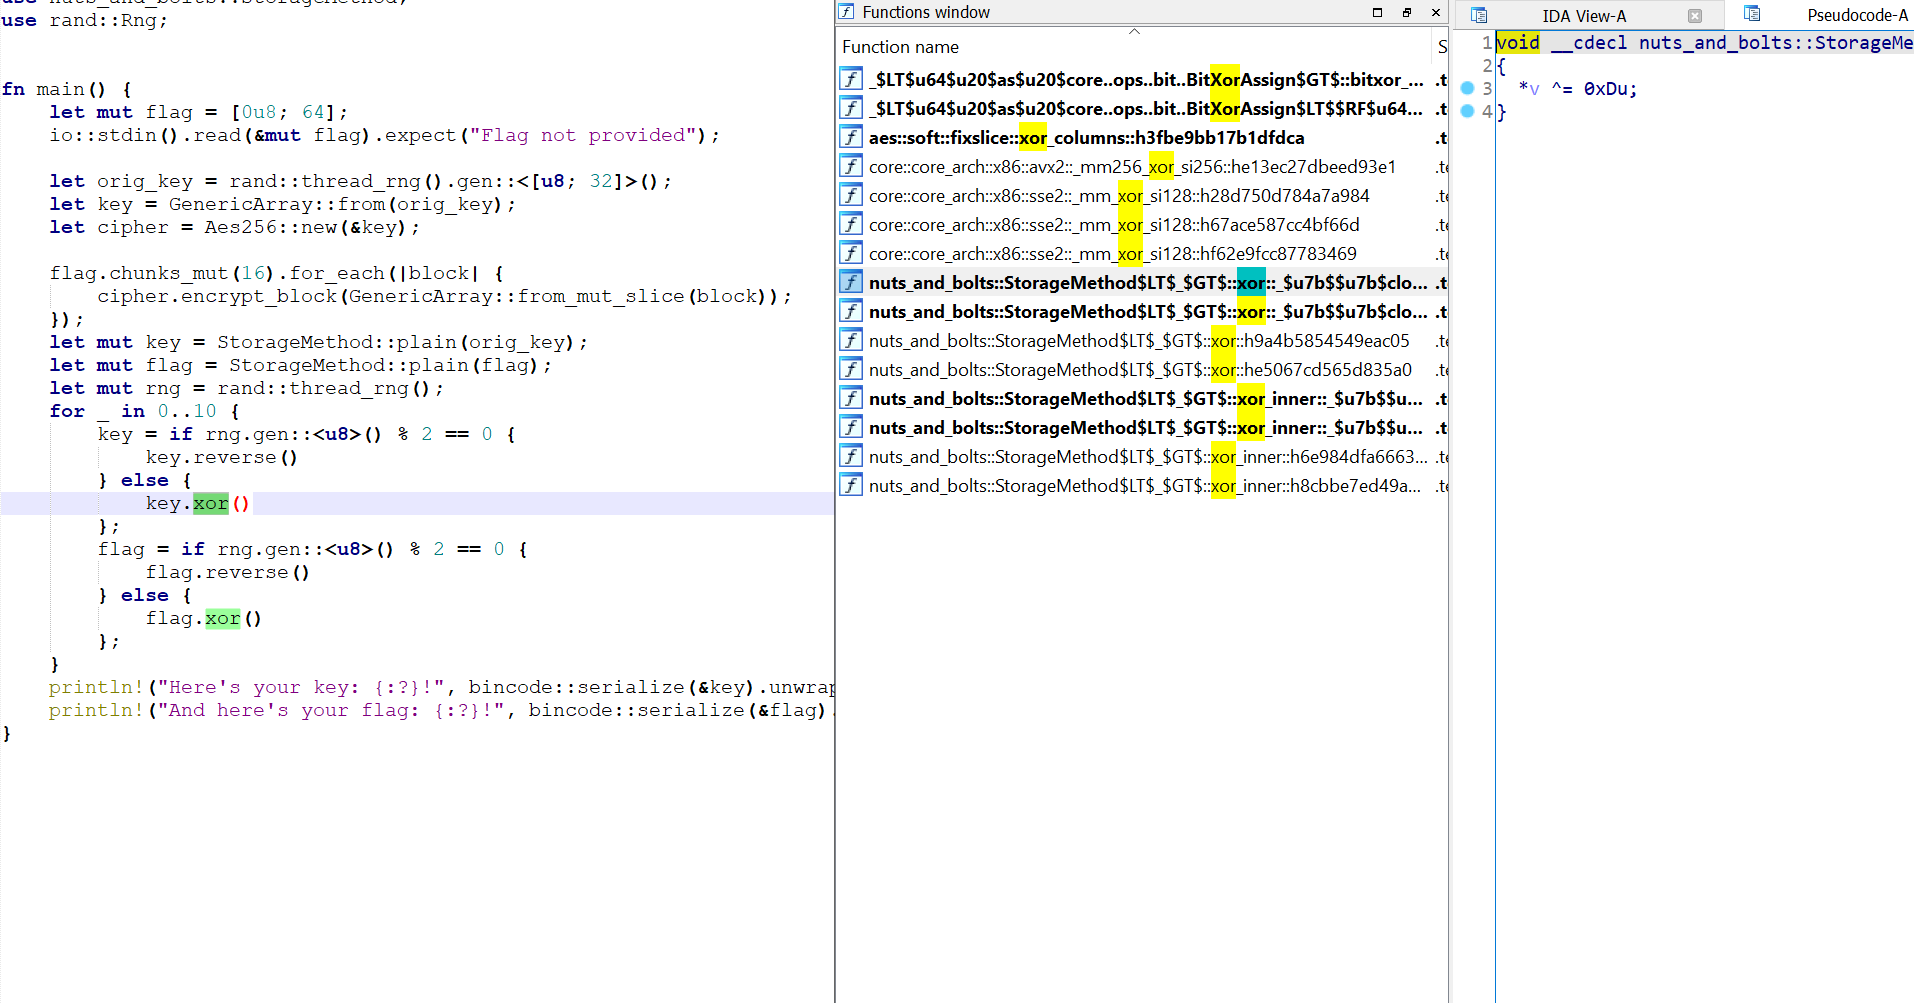 use nuts_and_bolts::StorageMethod;
use rand::Rng;
fn main() {
let mut flag = [0u8; 64];
io::stdin().read(&mut flag).expect("Flag not provided");
let orig_key = rand::thread_rng().gen::<[u8; 32]>();
let key = GenericArray::from(orig_key);
let cipher = Aes256::new(&key);
flag.chunks_mut(16).for_each(|block| {
cipher.encrypt_block(GenericArray::from_mut_slice(block));
});
let mut key = StorageMethod::plain(orig_key);
let mut flag = StorageMethod::plain(flag);
let mut rng = rand::thread_rng();
for _ in 0..10 {
key = if rng.gen::<u8>() % 2 == 0 {
key.reverse()
} else {
key.xor()
};
flag = if rng.gen::<u8>() % 2 == 0 {
flag.reverse()
} else {
flag.xor()
};
}
println!("Here's your key: {:?}!", bincode::serialize(&key).unwrap
println!("And here's your flag: {:?}!", bincode::serialize(&flag).
}
Functions window
Function name S
f _$LT$u64$u20$as$u20$core..ops..bit..BitXorAssign$GT$::bitxor_... .t
f _$LT$u64$u20$as$u20$core..ops..bit..BitXorAssign$LT$$RF$u64... .t
f aes::soft::fixslice::xor_columns::h3fbe9bb17b1dfdca .t
f core::core_arch::x86::avx2::_mm256_xor_si256::he13ec27dbeed93e1 .te
f core::core_arch::x86::sse2::_mm_xor_si128::h28d750d784a7a984 .te
f core::core_arch::x86::sse2::_mm_xor_si128::h67ace587cc4bf66d .te
f core::core_arch::x86::sse2::_mm_xor_si128::hf62e9fcc87783469 .te
f nuts_and_bolts::StorageMethod$LT$_$GT$::xor::_$u7b$$u7b$clo... .t
f nuts_and_bolts::StorageMethod$LT$_$GT$::xor::_$u7b$$u7b$clo... .t
f nuts_and_bolts::StorageMethod$LT$_$GT$::xor::h9a4b5854549eac05 .te
f nuts_and_bolts::StorageMethod$LT$_$GT$::xor::he5067cd565d835a0 .te
f nuts_and_bolts::StorageMethod$LT$_$GT$::xor_inner::_$u7b$$u... .t
f nuts_and_bolts::StorageMethod$LT$_$GT$::xor_inner::_$u7b$$u... .t
f nuts_and_bolts::StorageMethod$LT$_$GT$::xor_inner::h6e984dfa6663... .te
f nuts_and_bolts::StorageMethod$LT$_$GT$::xor_inner::h8cbbe7ed49a... .te
IDA View-A Pseudocode-A
1 void __cdecl nuts_and_bolts::StorageMe
2 {
3 *v ^= 0xDu;
4 }